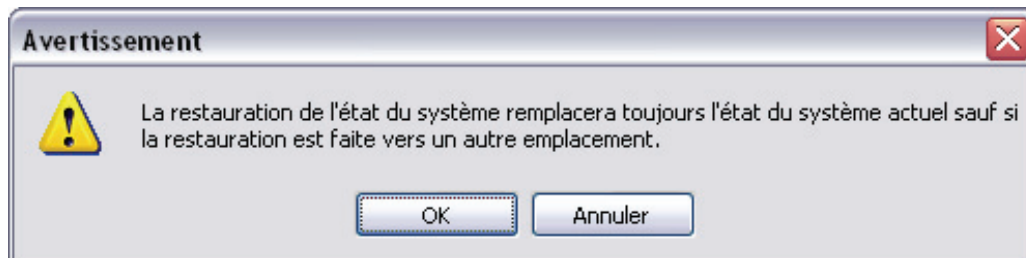 Avertissement
La restauration de l'état du système remplacera toujours l'état du système actuel sauf si
la restauration est faite vers un autre emplacement.
OK
Annuler